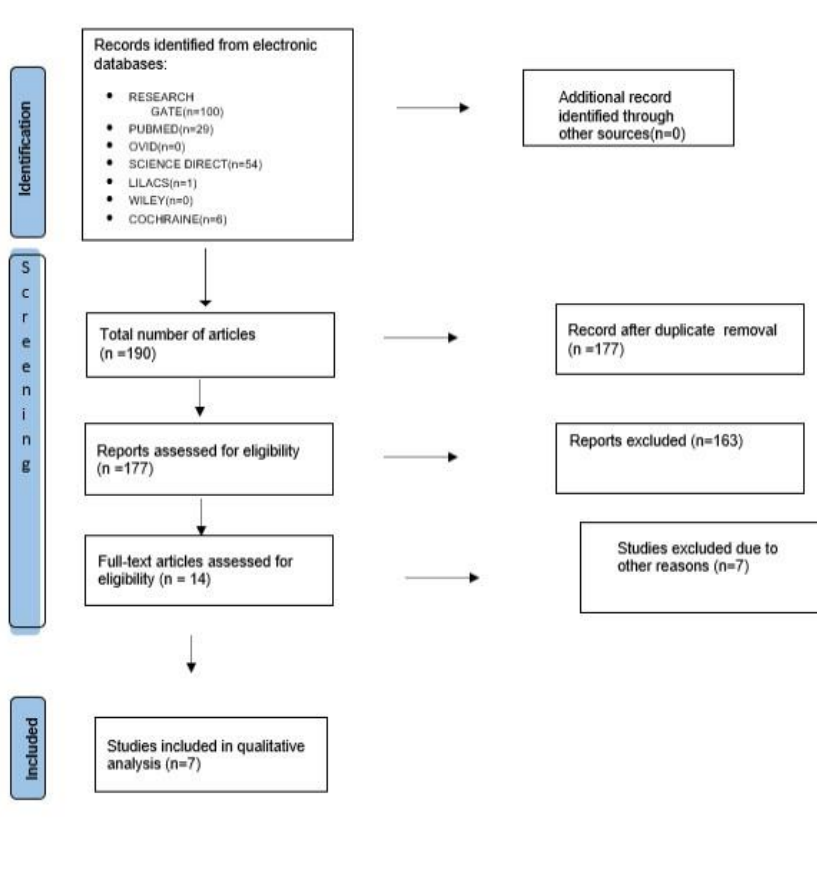 Identification
Records identified from electronic
databases:
• RESEARCH
GATE(n=100)
• PUBMED(n=29)
• OVID(n=0)
• SCIENCE DIRECT(n=54)
• LILACS(n=1)
• WILEY(n=0)
• COCHRAINE(n=6)
Additional record
identified through
other sources(n=0)
Screening
Total number of articles
(n =190)
Record after duplicate removal
(n =177)
Reports assessed for eligibility
(n =177)
Reports excluded (n=163)
Full-text articles assessed for
eligibility (n = 14)
Studies excluded due to
other reasons (n=7)
Included
Studies included in qualitative
analysis (n=7)